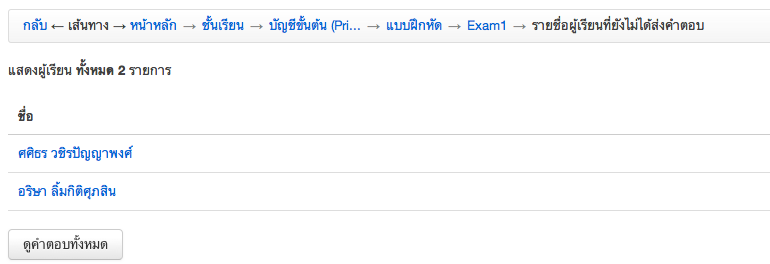 กลับ ← เส้นทาง → หน้าหลัก → ชั้นเรียน → บัญชีขั้นต้น (Pri... → แบบฝึกหัด → Exam1 → รายชื่อผู้เรียนที่ยังไม่ได้ส่งคำตอบ
แสดงผู้เรียน ทั้งหมด 2 รายการ
ชื่อ
ศศิธร วชิรปัญญาพงศ์
อริษา ลิ้มกิติศุภสิน
ดูคำตอบทั้งหมด